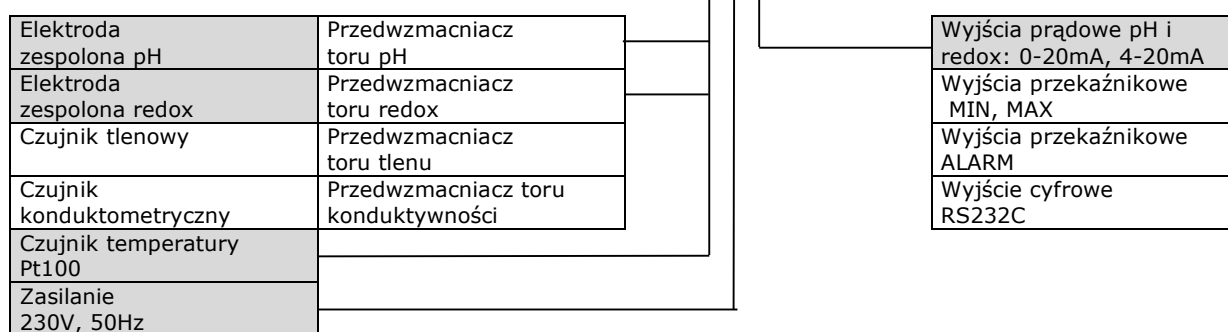 Elektroda
zespolona pH
Przedwzmacniacz
toru pH
Elektroda
zespolona redox
Przedwzmacniacz
toru redox
Czujnik tlenowy
Przedwzmacniacz
toru tlenu
Czujnik
konduktometryczny
Przedwzmacniacz toru
konduktywności
Czujnik temperatury
Pt100
Zasilanie
230V, 50Hz
Wyjścia prądowe pH i
redox: 0-20mA, 4-20mA
Wyjścia przekaźnikowe
MIN, MAX
Wyjścia przekaźnikowe
ALARM
Wyjście cyfrowe
RS232C